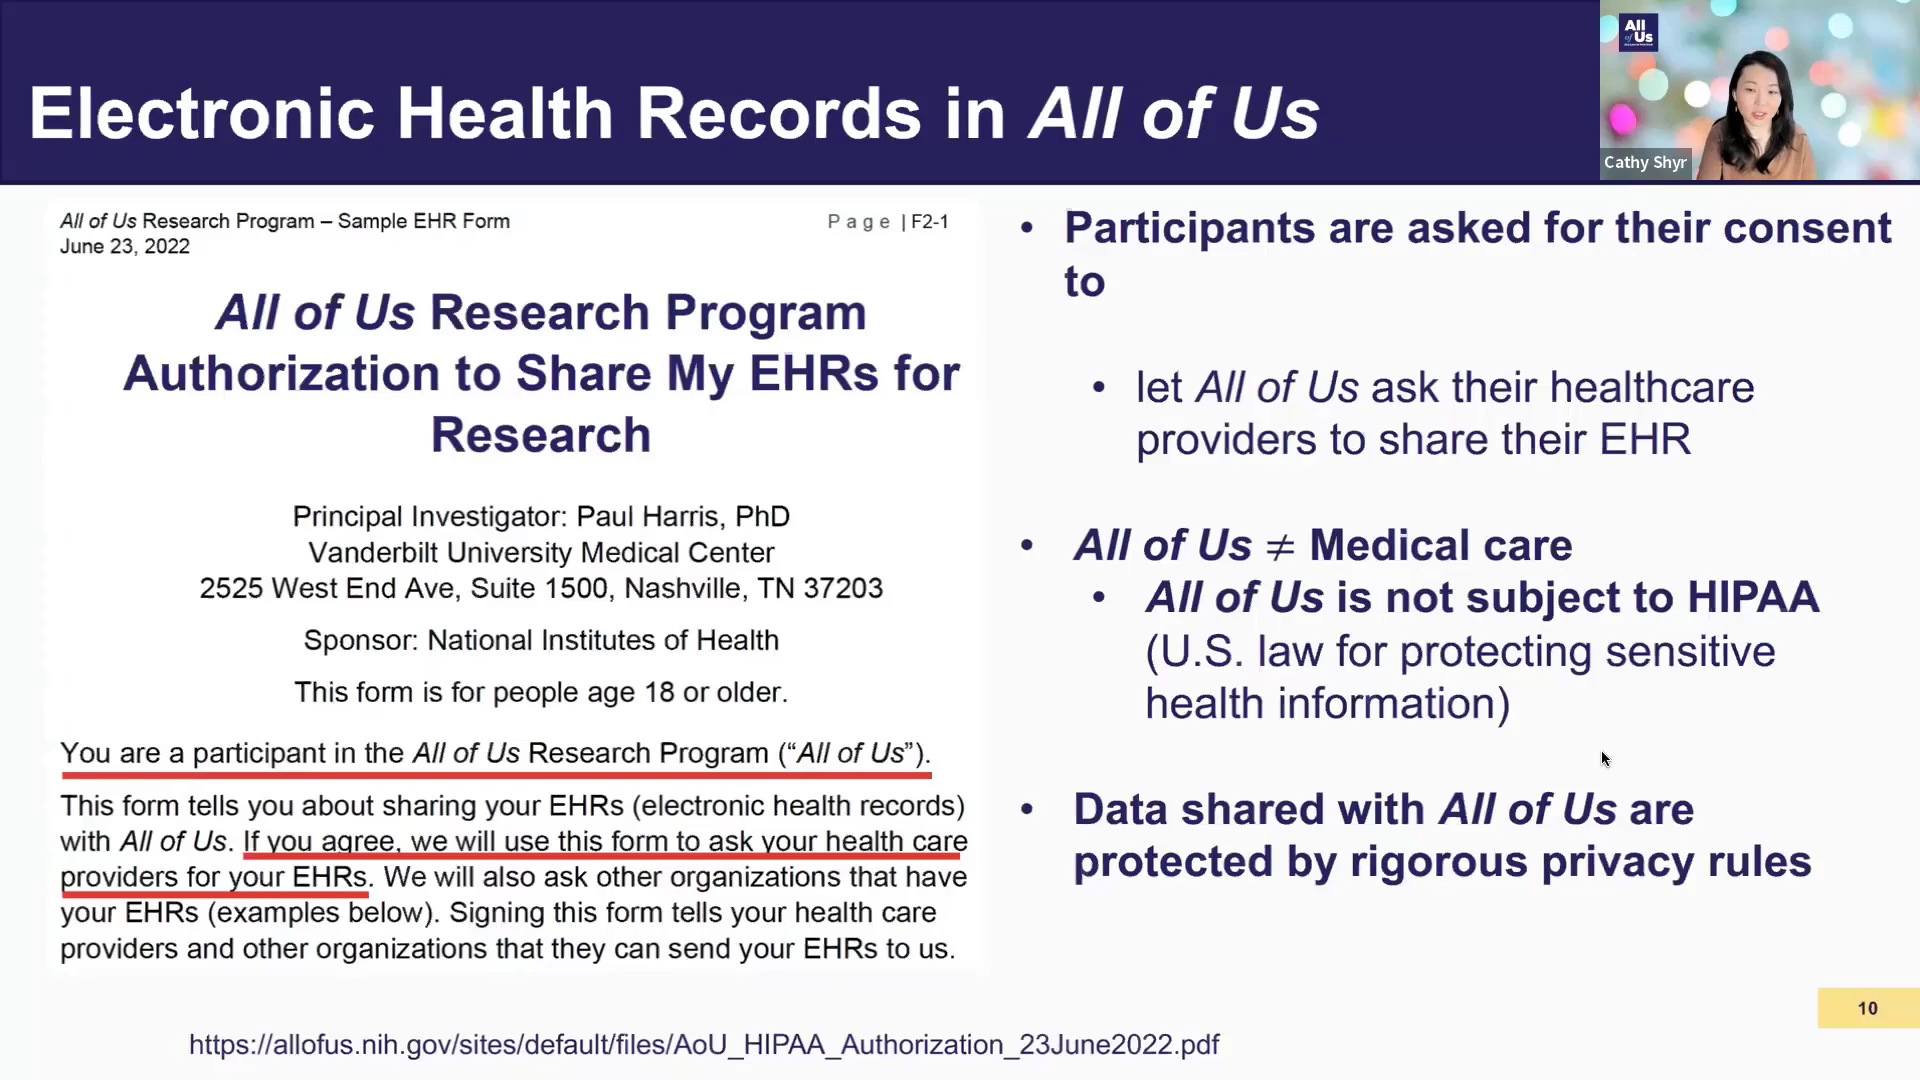 Electronic Health Records in All of Us
All
of Us
Cathy Shyr
All of Us Research Program – Sample EHR Form
Page | F2-1
June 23, 2022
All of Us Research Program
Authorization to Share My EHRs for
Research
Principal Investigator: Paul Harris, PhD
Vanderbilt University Medical Center
2525 West End Ave, Suite 1500, Nashville, TN 37203
Sponsor: National Institutes of Health
This form is for people age 18 or older.
You are a participant in the All of Us Research Program (“All of Us”).
This form tells you about sharing your EHRs (electronic health records)
with All of Us. If you agree, we will use this form to ask your health care
providers for your EHRs. We will also ask other organizations that have
your EHRs (examples below). Signing this form tells your health care
providers and other organizations that they can send your EHRs to us.
• Participants are asked for their consent
to
• let All of Us ask their healthcare
providers to share their EHR
• All of Us ≠ Medical care
• All of Us is not subject to HIPAA
(U.S. law for protecting sensitive
health information)
• Data shared with All of Us are
protected by rigorous privacy rules
10
https://allofus.nih.gov/sites/default/files/AoU_HIPAA_Authorization_23June2022.pdf